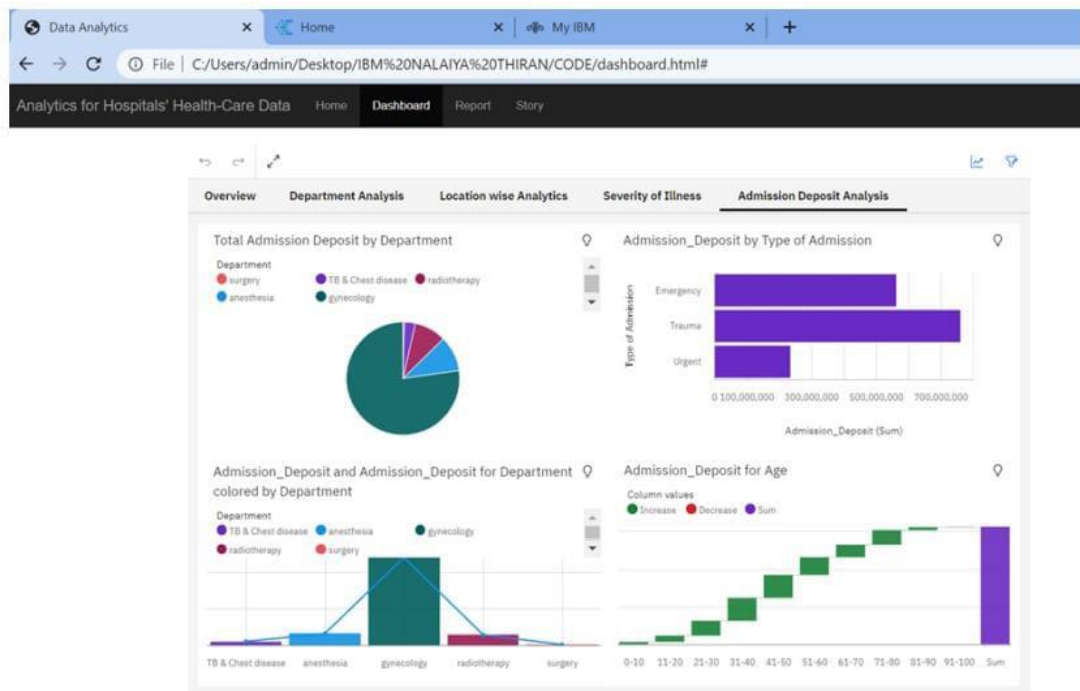 Data Analytics
Home
My IBM
File | C:/Users/admin/Desktop/IBM%20NALAIYA%20THIRAN/CODE/dashboard.html#
Analytics for Hospitals' Health-Care Data Home Dashboard Report Story
Overview Department Analysis Location wise Analytics Severity of Illness Admission Deposit Analysis
Total Admission Deposit by Department
Department
surgery TB & Chest disease radiotherapy
anesthesia gynecology
Admission_Deposit by Type of Admission
Type of Admission
Emergency
Trauma
Urgent
0 100,000,000 300,000,000 500,000,000 700,000,000
Admission_Deposit (Sum)
Admission_Deposit and Admission_Deposit for Department
colored by Department
Department
TB & Chest disease anesthesia gynecology
radiotherapy surgery
TB & Chest disease anesthesia gynecology radiotherapy surgery
Admission_Deposit for Age
Column values
Increase Decrease Sum
0-10 11-20 21-30 31-40 41-50 51-60 61-70 71-80 81-90 91-100 Sum